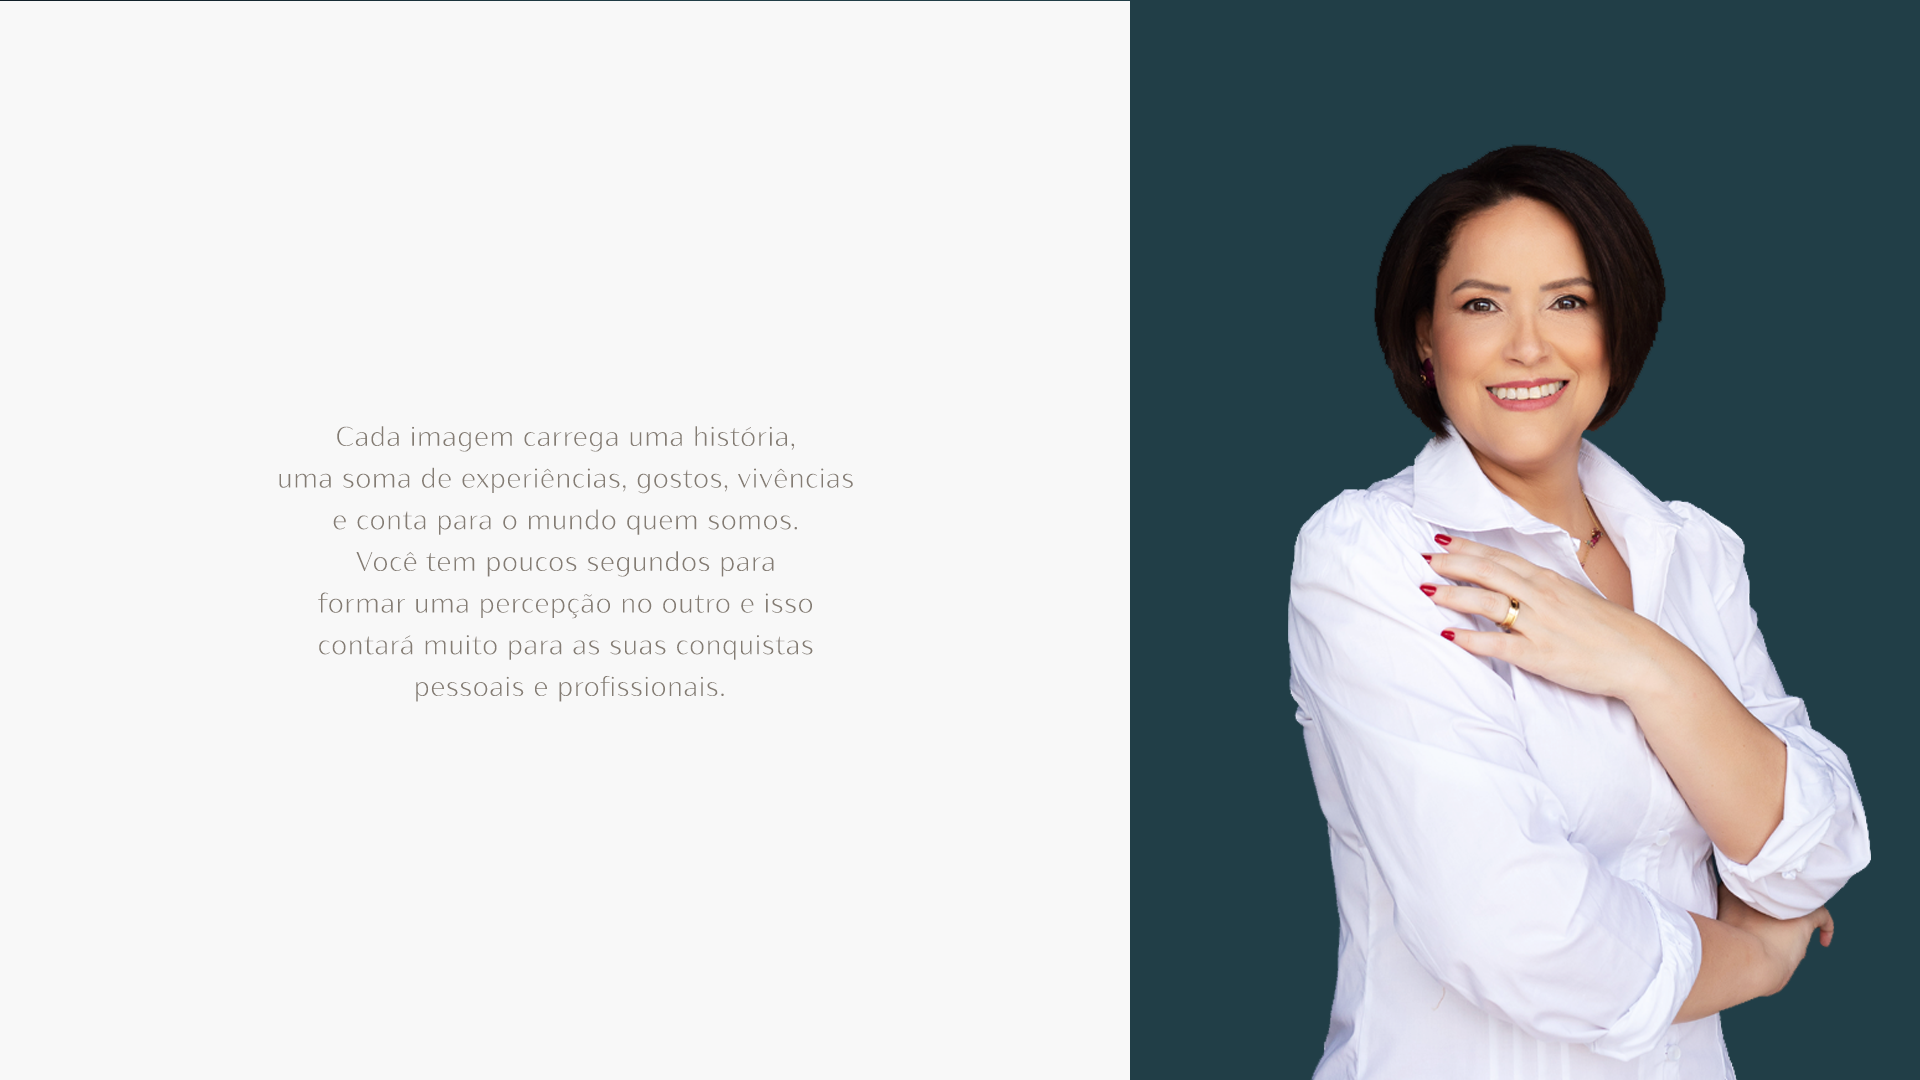 Cada imagem carrega uma história,
uma soma de experiências, gostos, vivências
e conta para o mundo quem somos.
Você tem poucos segundos para
formar uma percepção no outro e isso
contará muito para as suas conquistas
pessoais e profissionais.